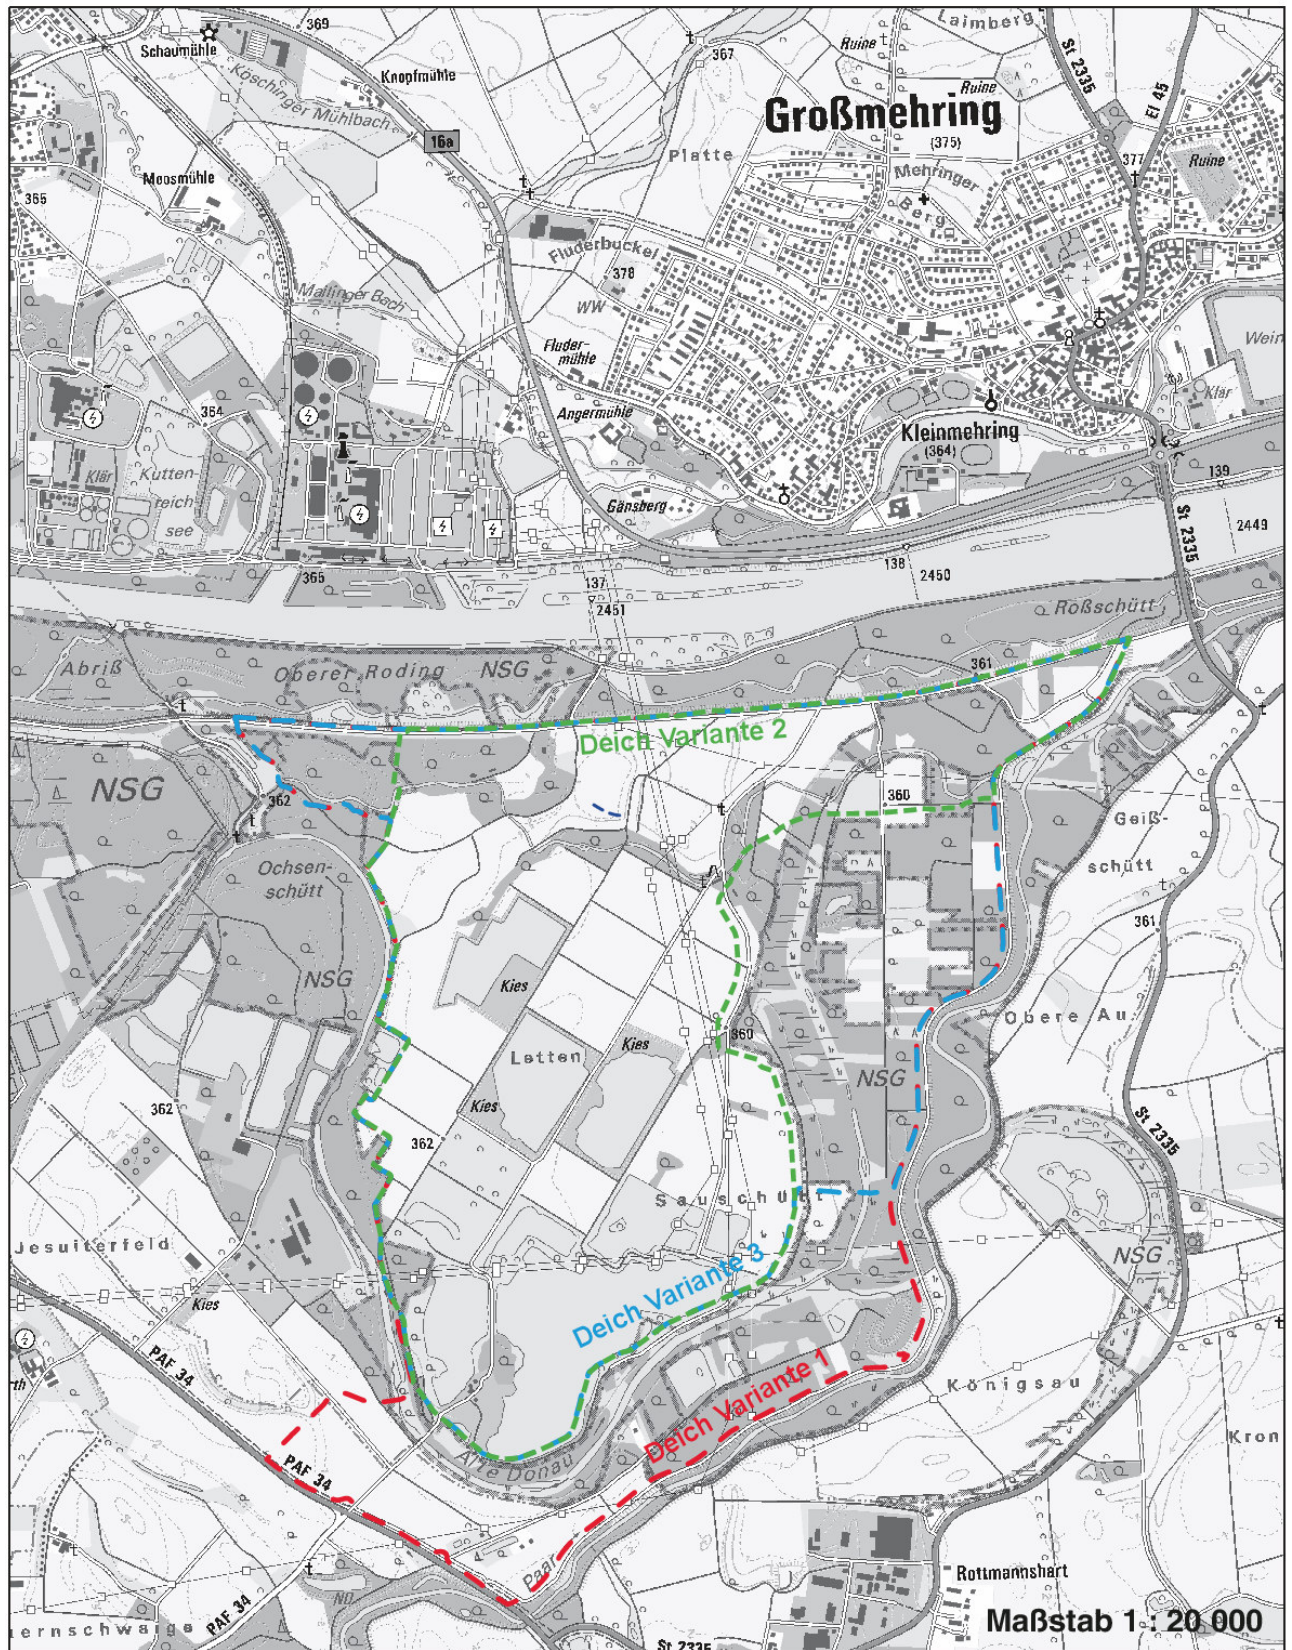 369
Laimberg
Schaumühle
367
Ruine
St 2335
Knopfmühle
Köschinger Mühlbach
Ruine
EI 45
Großmehring
16a
(375)
Platte
377
Ruine
Mehringer
Berg
Moosmühle
365
Fluderbuckel
378
Mailinger Bach
WW
Fluder-
mühle
Wein
364
Angermühle
Klär
Kleinmehring
(364)
Klär
Kutten-
reich-
see
139
Gänsberg
St 2335
2449
138
2450
365
137
2451
Roßschütt
Abriß
Oberer Roding
NSG
361
Deich Variante 2
NSG
362
360
Geiß-
schütt
Ochsen-
schütt
361
NSG
Kies
Obere Au
360
Letten
Kies
NSG
362
Kies
362
St 2335
Sauschütt
Jesuiterfeld
NSG
Kies
Deich Variante 3
PAF 34
rth
Deich Variante 1
Königsau
Kron
Alte Donau
PAF 34
Paar
Rottmannshart
ND
PAF 34
ernschwaige
Maßstab 1 : 20 000
St 2335